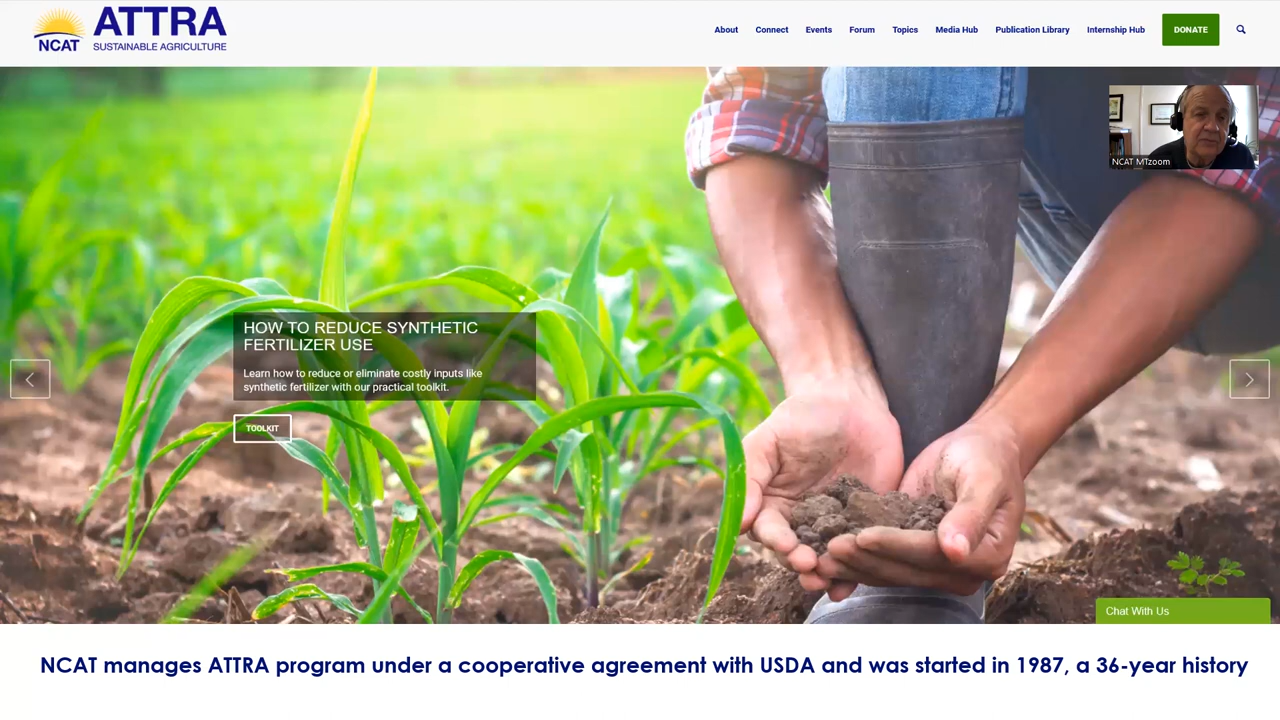 NCAT
ATTRA
SUSTAINABLE AGRICULTURE
About Connect Events Forum Topics Media Hub Publication Library Internship Hub DONATE
NCAT MTzoom
HOW TO REDUCE SYNTHETIC
FERTILIZER USE
Learn how to reduce or eliminate costly inputs like
synthetic fertilizer with our practical toolkit.
TOOLKIT
Chat With Us
NCAT manages ATTRA program under a cooperative agreement with USDA and was started in 1987, a 36-year history